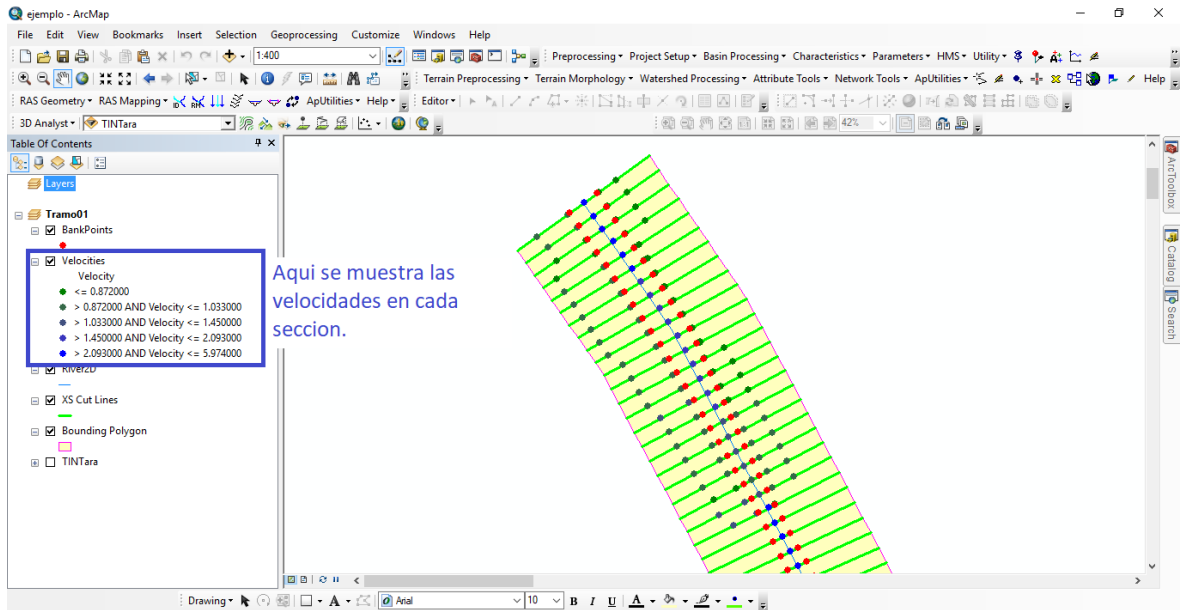 ejemplo - ArcMap
File Edit View Bookmarks Insert Selection Geoprocessing Customize Windows Help
1:400
Preprocessing Project Setup Basin Processing Characteristics Parameters HMS Utility
Terrain Preprocessing Terrain Morphology Watershed Processing Attribute Tools Network Tools ApUtilities Help
RAS Geometry RAS Mapping ApUtilities Help Editor
3D Analyst TINTara 42%
Table Of Contents
Layers
Tramo01
BankPoints
Velocities
Velocity
<= 0.872000
> 0.872000 AND Velocity <= 1.033000
> 1.033000 AND Velocity <= 1.450000
> 1.450000 AND Velocity <= 2.093000
> 2.093000 AND Velocity <= 5.974000
River2D
XS Cut Lines
Bounding Polygon
TINTara
Aqui se muestra las
velocidades en cada
seccion.
ArcToolbox
Catalog
Search
Drawing A Arial 10 B I U A